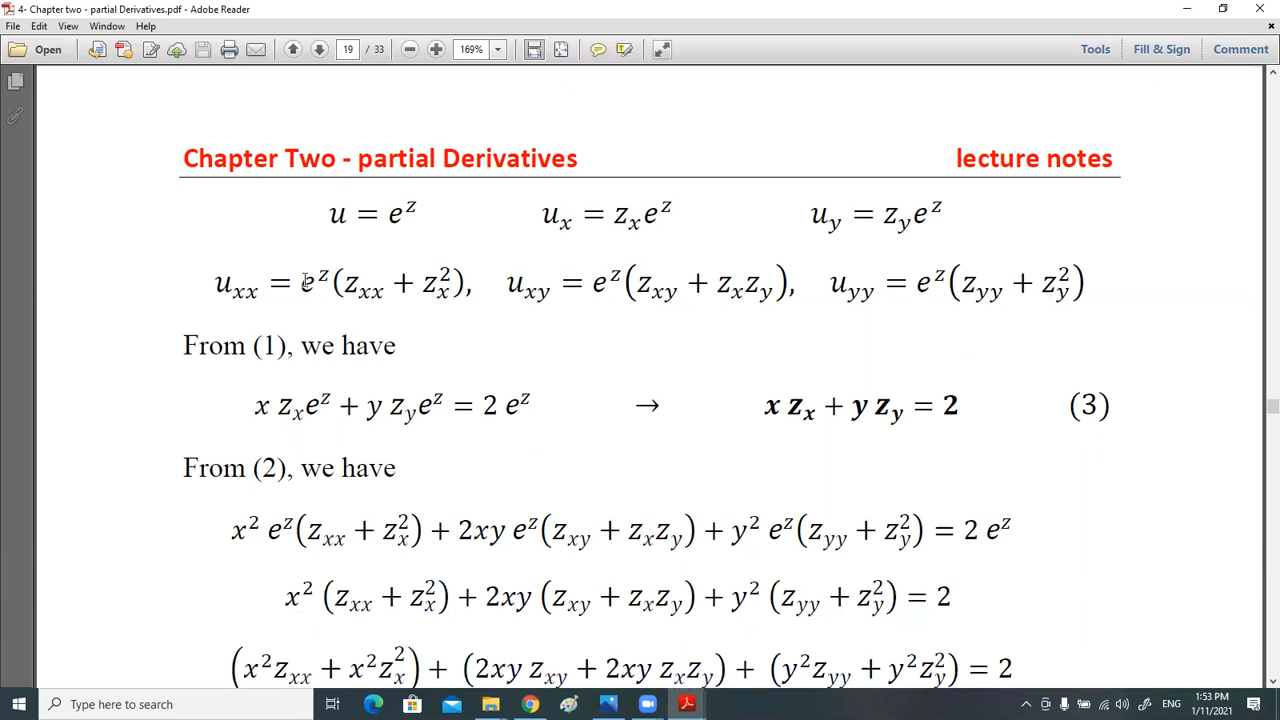 4- Chapter two - partial Derivatives.pdf - Adobe Reader
File Edit View Window Help
Open 19 / 33 169% Tools Fill & Sign Comment
Chapter Two - partial Derivatives lecture notes
u = e^z u_x = z_x e^z u_y = z_y e^z
u_xx = e^z(z_xx + z_x^2), u_xy = e^z(z_xy + z_x z_y), u_yy = e^z(z_yy + z_y^2)
From (1), we have
x z_x e^z + y z_y e^z = 2 e^z → x z_x + y z_y = 2 (3)
From (2), we have
x^2 e^z(z_xx + z_x^2) + 2xy e^z(z_xy + z_x z_y) + y^2 e^z(z_yy + z_y^2) = 2 e^z
x^2 (z_xx + z_x^2) + 2xy (z_xy + z_x z_y) + y^2 (z_yy + z_y^2) = 2
(x^2 z_xx + x^2 z_x^2) + (2xy z_xy + 2xy z_x z_y) + (y^2 z_yy + y^2 z_y^2) = 2
Type here to search
ENG
1:53 PM
1/11/2021